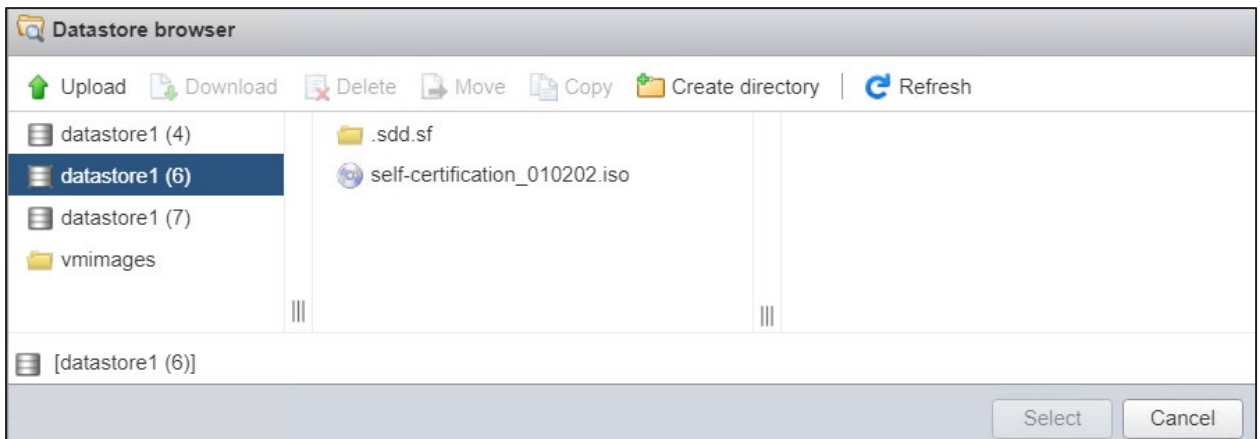 Datastore browser
Upload Download Delete Move Copy Create directory Refresh
datastore1 (4) .sdd.sf
datastore1 (6) self-certification_010202.iso
datastore1 (7)
vmimages
[datastore1 (6)]
Select Cancel